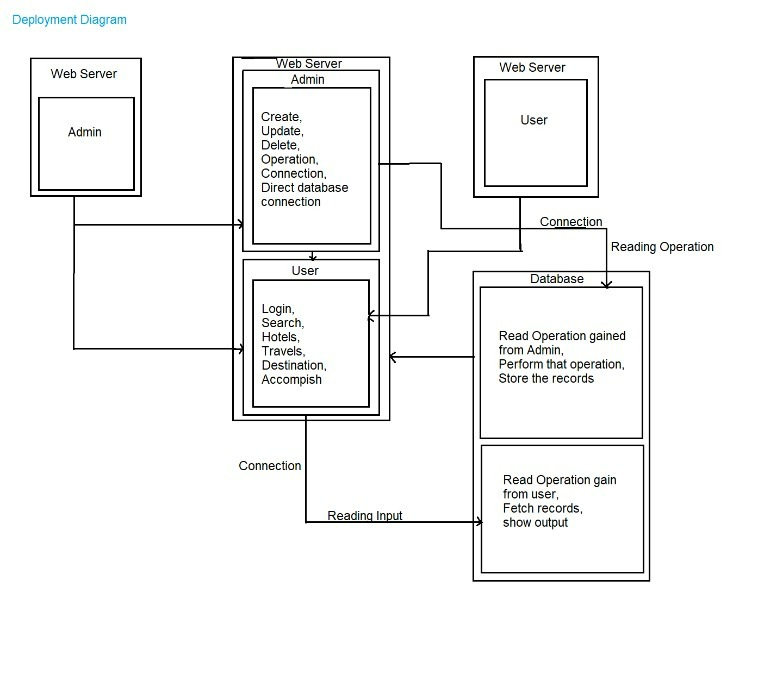 Deployment Diagram
Web Server
Admin
Web Server
Admin
Create,
Update,
Delete,
Operation,
Connection,
Direct database
connection
User
Login,
Search,
Hotels,
Travels,
Destination,
Accompish
Web Server
User
Connection
Reading Operation
Database
Read Operation gained
from Admin,
Perform that operation,
Store the records
Read Operation gain
from user,
Fetch records,
show output
Connection
Reading Input